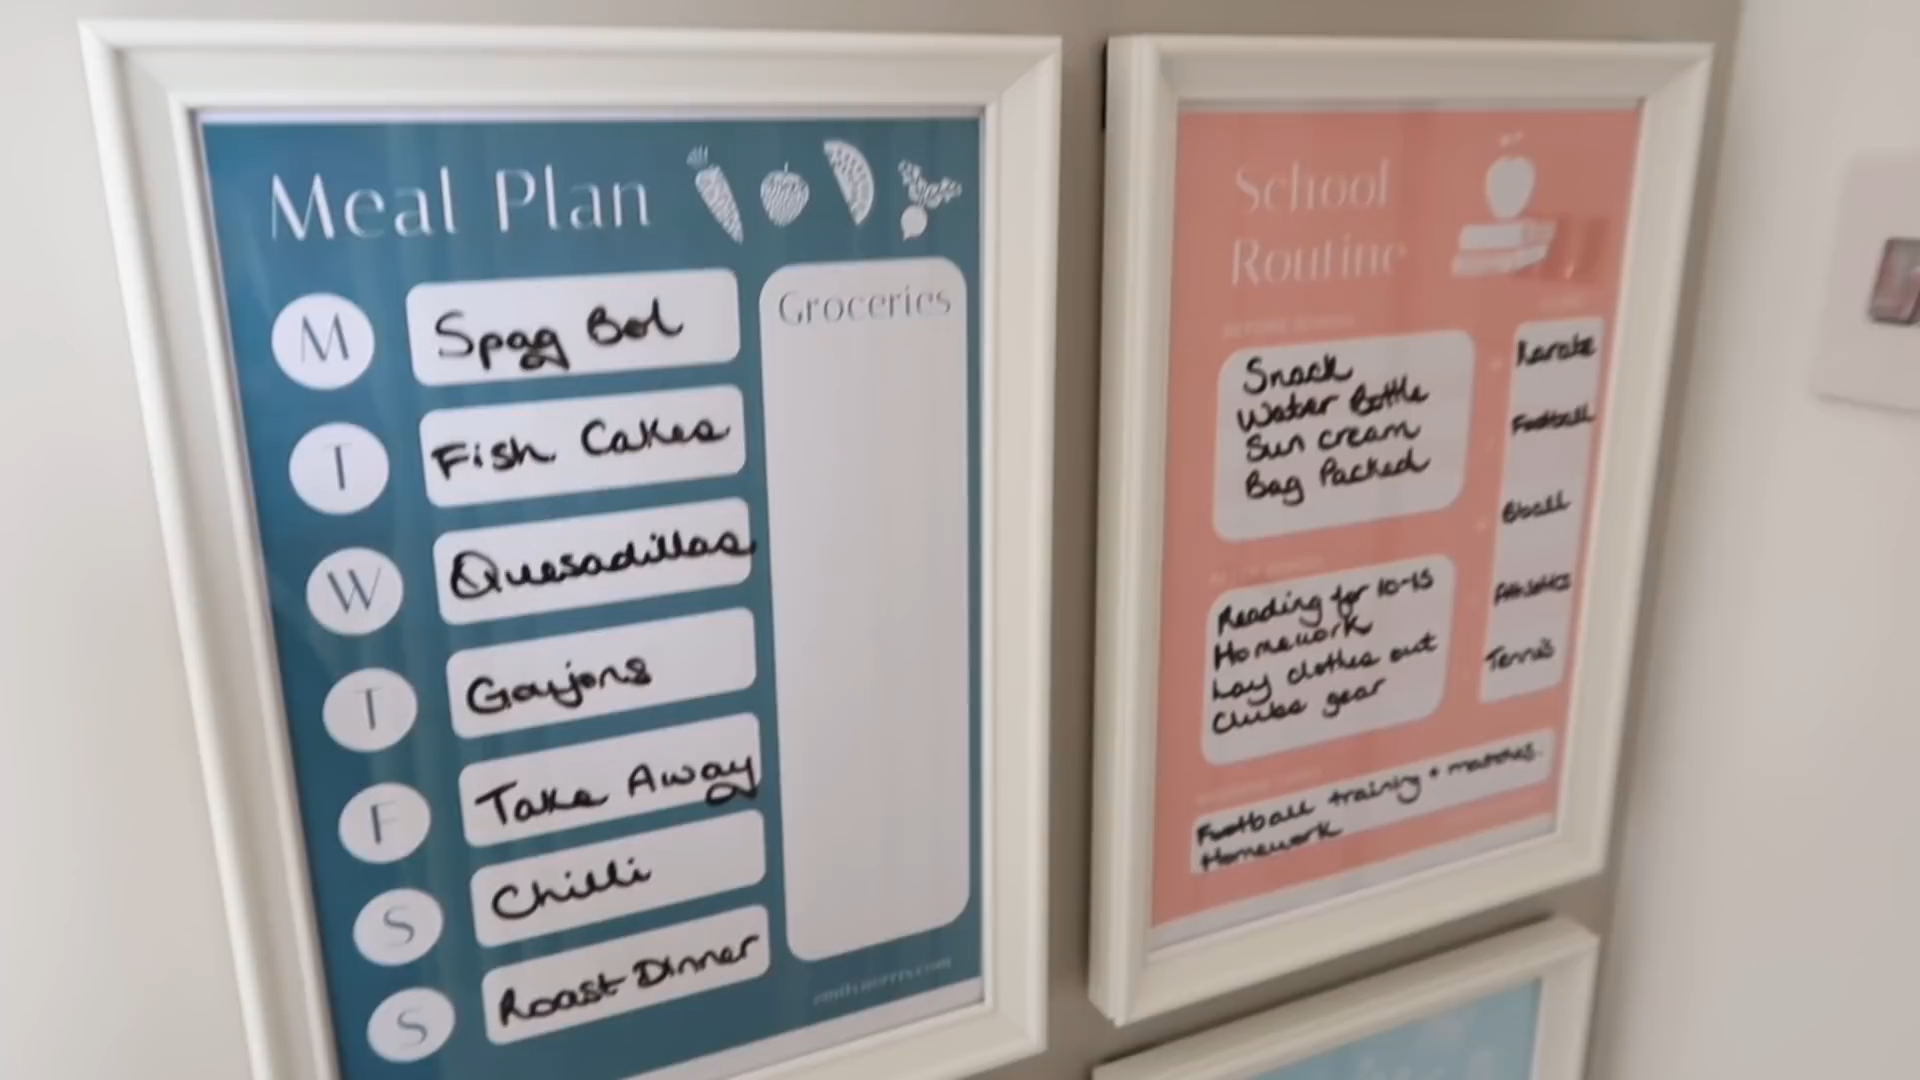 Meal Plan
M
Spag Bol
T
Fish Cakes
W
Quesadillas
T
Goujons
F
Take Away
S
Chilli
S
Roast Dinner
Groceries
School
Routine
Snack
Water Bottle
Sun cream
Bag Packed
Reading for 10-15
Homework
Lay clothes out
Clubs gear
Karate
Football
Bball
Athletics
Tennis
Football training + matches.
Homework